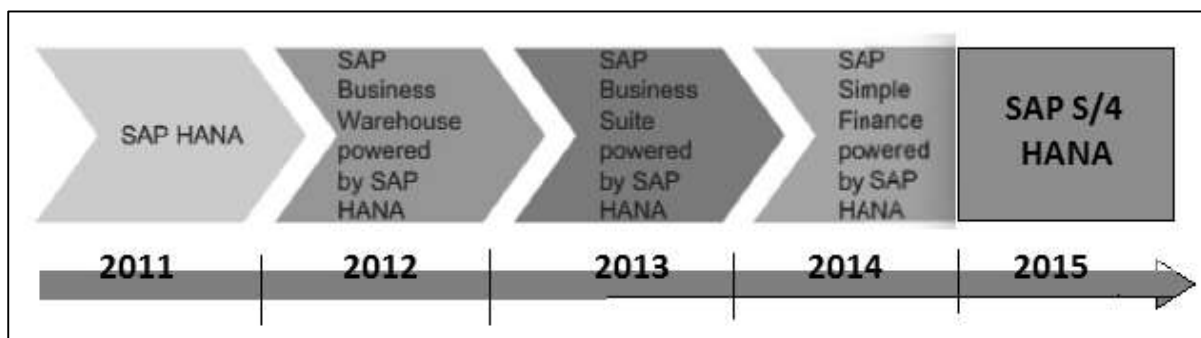 SAP HANA
SAP
Business
Warehouse
powered
by SAP
HANA
SAP
Business
Suite
powered
by SAP
HANA
SAP
Simple
Finance
powered
by SAP
HANA
SAP S/4
HANA
2011
2012
2013
2014
2015